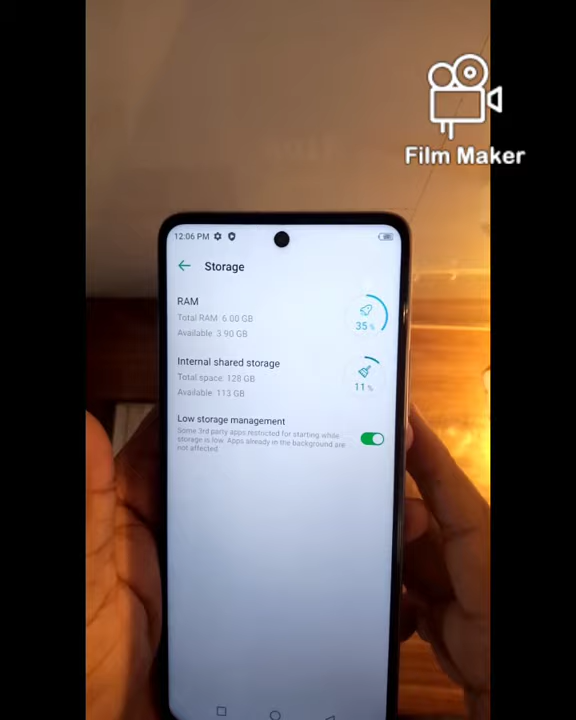 Film Maker
12:06 PM
Storage
RAM
Total RAM 6.00 GB
Available: 3.90 GB
35 %
Internal shared storage
Total space: 128 GB
Available: 113 GB
11 %
Low storage management
Some 3rd party apps restricted for starting while
storage is low. Apps already in the background are
not affected.